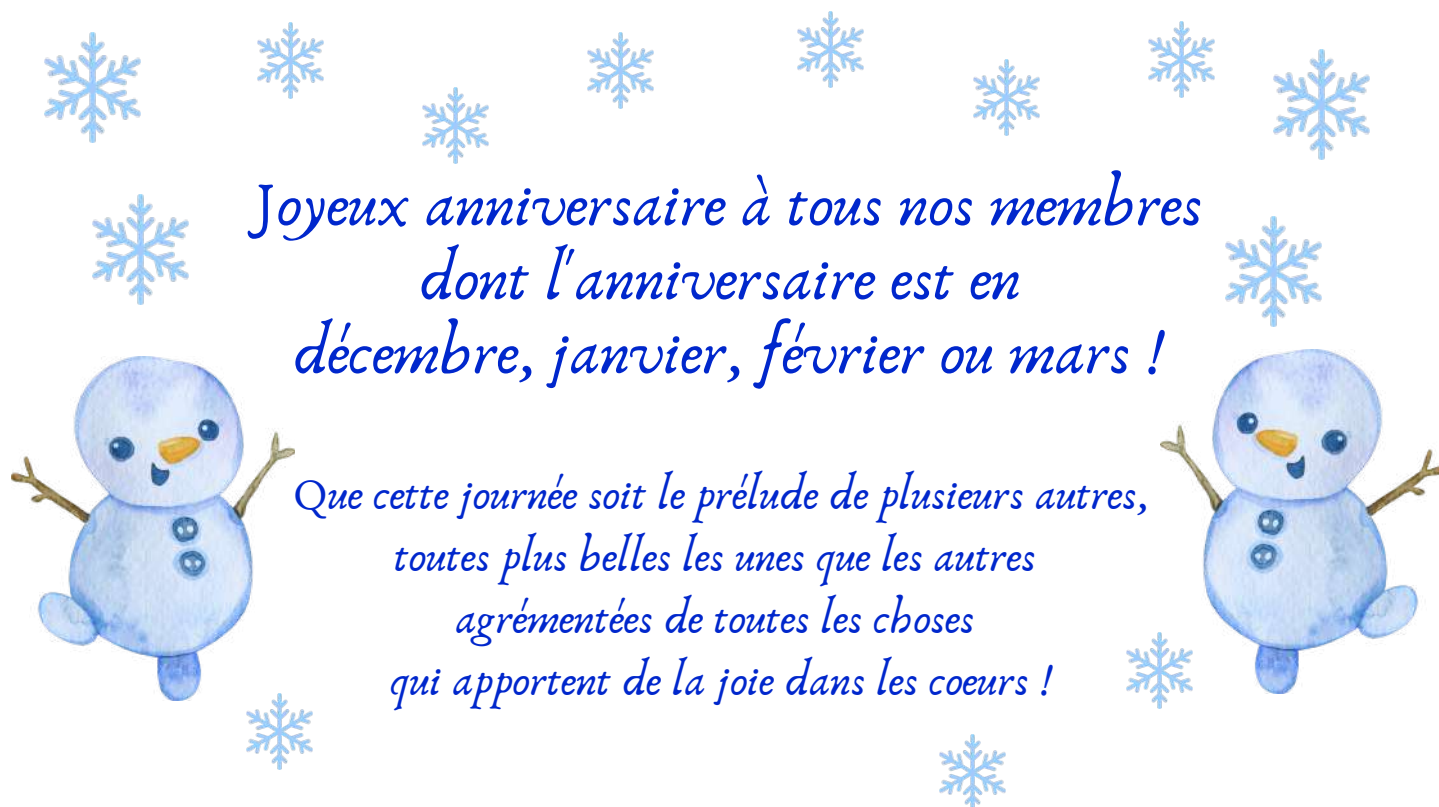 Joyeux anniversaire à tous nos membres
dont l'anniversaire est en
décembre, janvier, février ou mars !
Que cette journée soit le prélude de plusieurs autres,
toutes plus belles les unes que les autres
agrémentées de toutes les choses
qui apportent de la joie dans les coeurs !